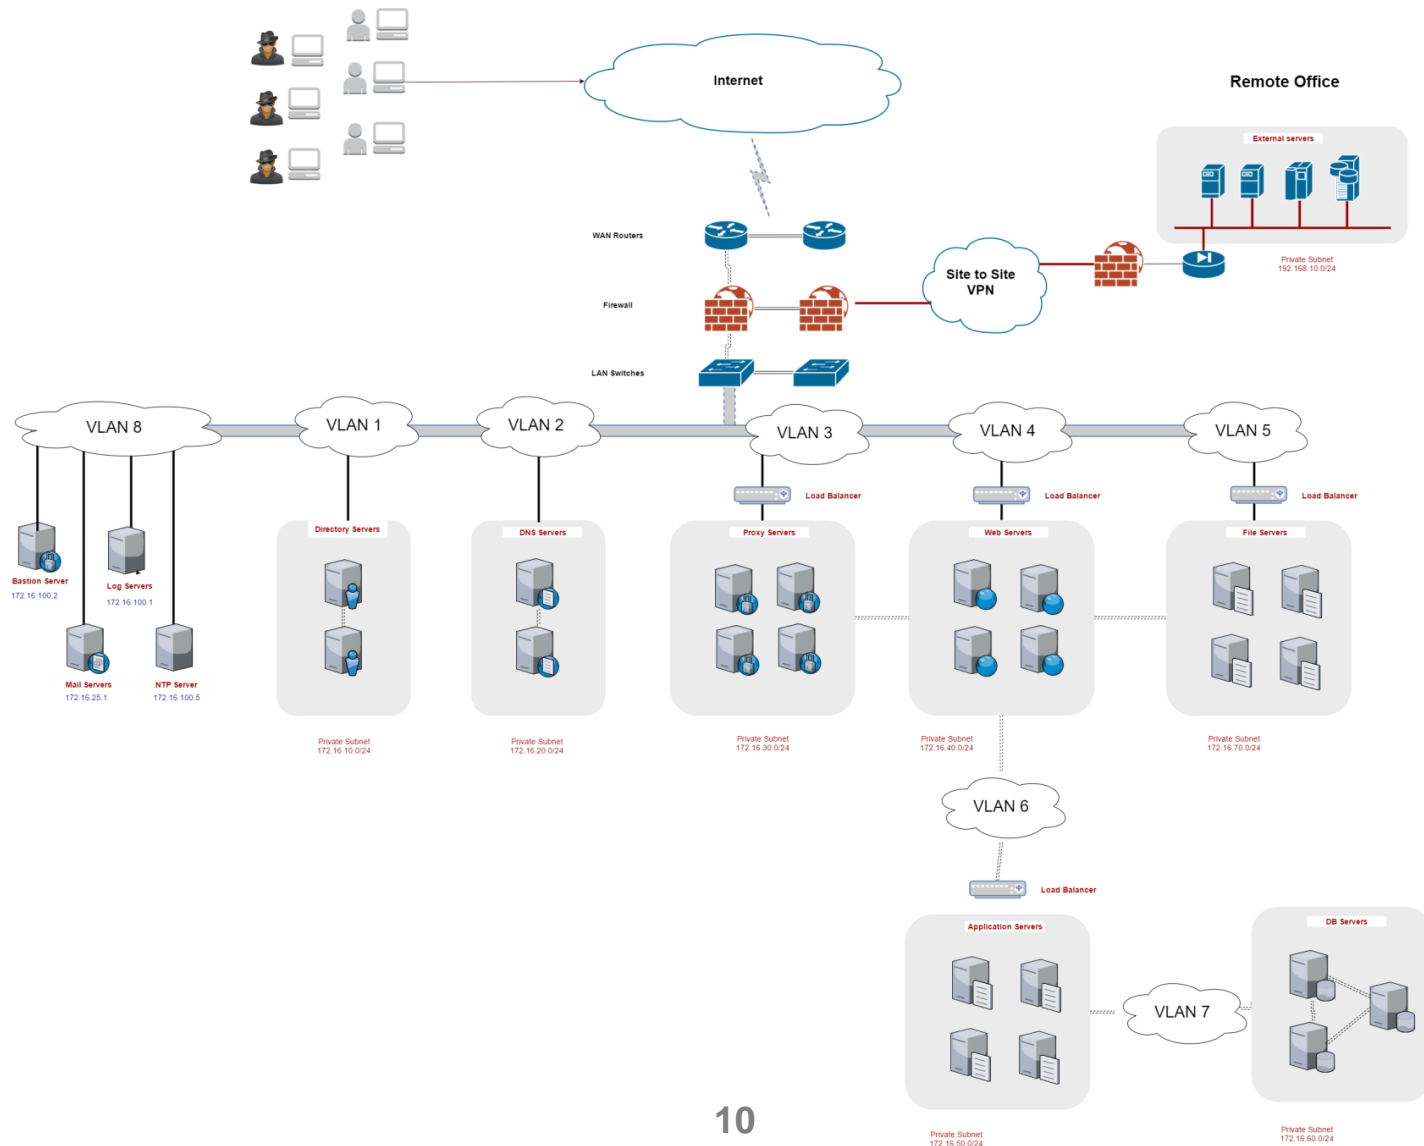 Internet
Remote Office
External servers
WAN Routers
Site to Site
VPN
Private Subnet
192.168.10.0/24
Firewall
LAN Switches
VLAN 8
VLAN 1
VLAN 2
VLAN 3
VLAN 4
VLAN 5
Load Balancer
Load Balancer
Load Balancer
Directory Servers
DNS Servers
Proxy Servers
Web Servers
File Servers
Bastion Server
172.16.100.2
Log Servers
172.16.100.1
Mail Servers
172.16.25.1
NTP Server
172.16.100.5
Private Subnet
172.16.10.0/24
Private Subnet
172.16.20.0/24
Private Subnet
172.16.30.0/24
Private Subnet
172.16.40.0/24
Private Subnet
172.16.70.0/24
VLAN 6
Load Balancer
Application Servers
DB Servers
VLAN 7
10
Private Subnet
172.16.50.0/24
Private Subnet
172.16.60.0/24